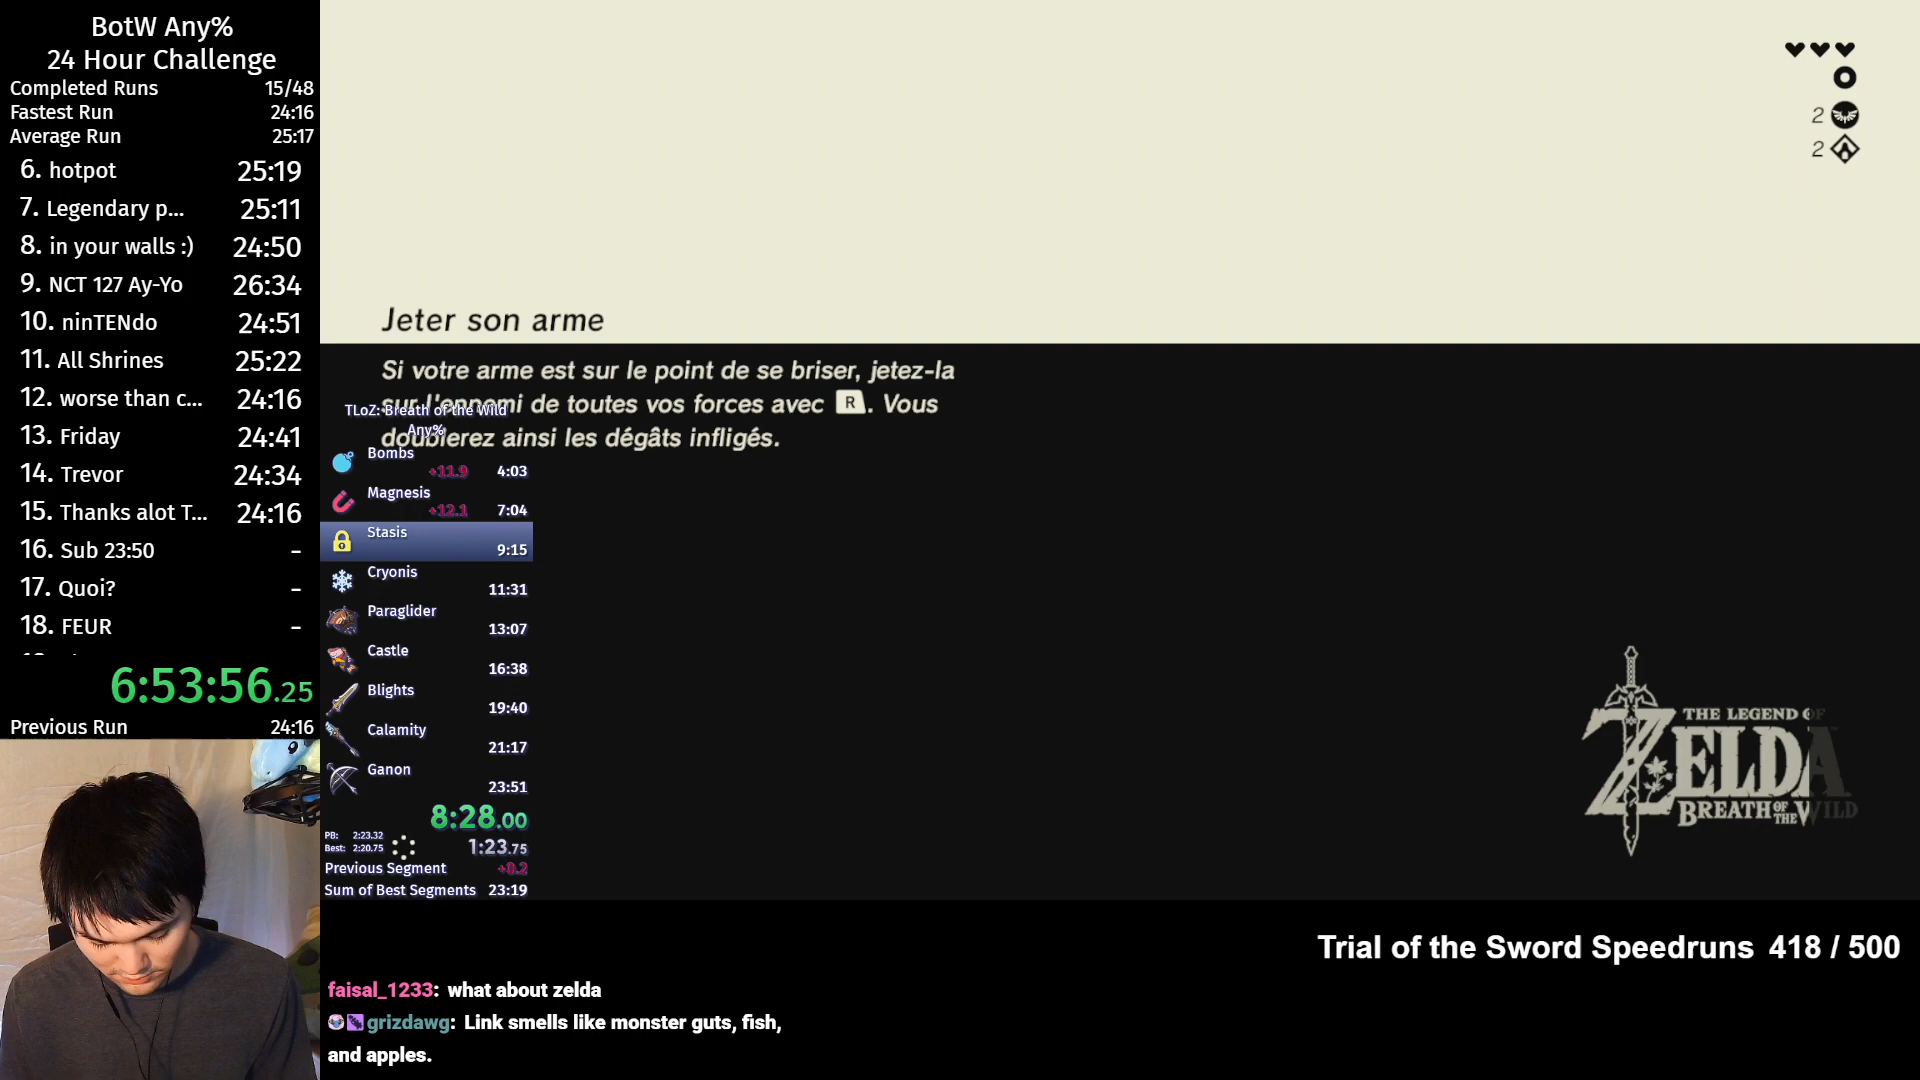 BotW Any%
24 Hour Challenge
Completed Runs 15/48
Fastest Run 24:16
Average Run 25:17
6. hotpot 25:19
7. Legendary p... 25:11
8. in your walls :) 24:50
9. NCT 127 Ay-Yo 26:34
10. ninTENdo 24:51
11. All Shrines 25:22
12. worse than c... 24:16
13. Friday 24:41
14. Trevor 24:34
15. Thanks alot T... 24:16
16. Sub 23:50 -
17. Quoi? -
18. FEUR -
6:53:56.25
Previous Run 24:16
2
2
Jeter son arme
Si votre arme est sur le point de se briser, jetez-la
sur l'ennemi de toutes vos forces avec R. Vous
doublerez ainsi les dégâts infligés.
TLoZ: Breath of the Wild
Any%
Bombs +11.9 4:03
Magnesis +12.1 7:04
Stasis 9:15
Cryonis 11:31
Paraglider 13:07
Castle 16:38
Blights 19:40
Calamity 21:17
Ganon 23:51
8:28.00
PB: 2:23.32
Best: 2:20.75
1:23.75
Previous Segment +0.2
Sum of Best Segments 23:19
THE LEGEND OF
ZELDA
BREATH OF THE WILD
Trial of the Sword Speedruns 418 / 500
faisal_1233: what about zelda
grizdawg: Link smells like monster guts, fish,
and apples.